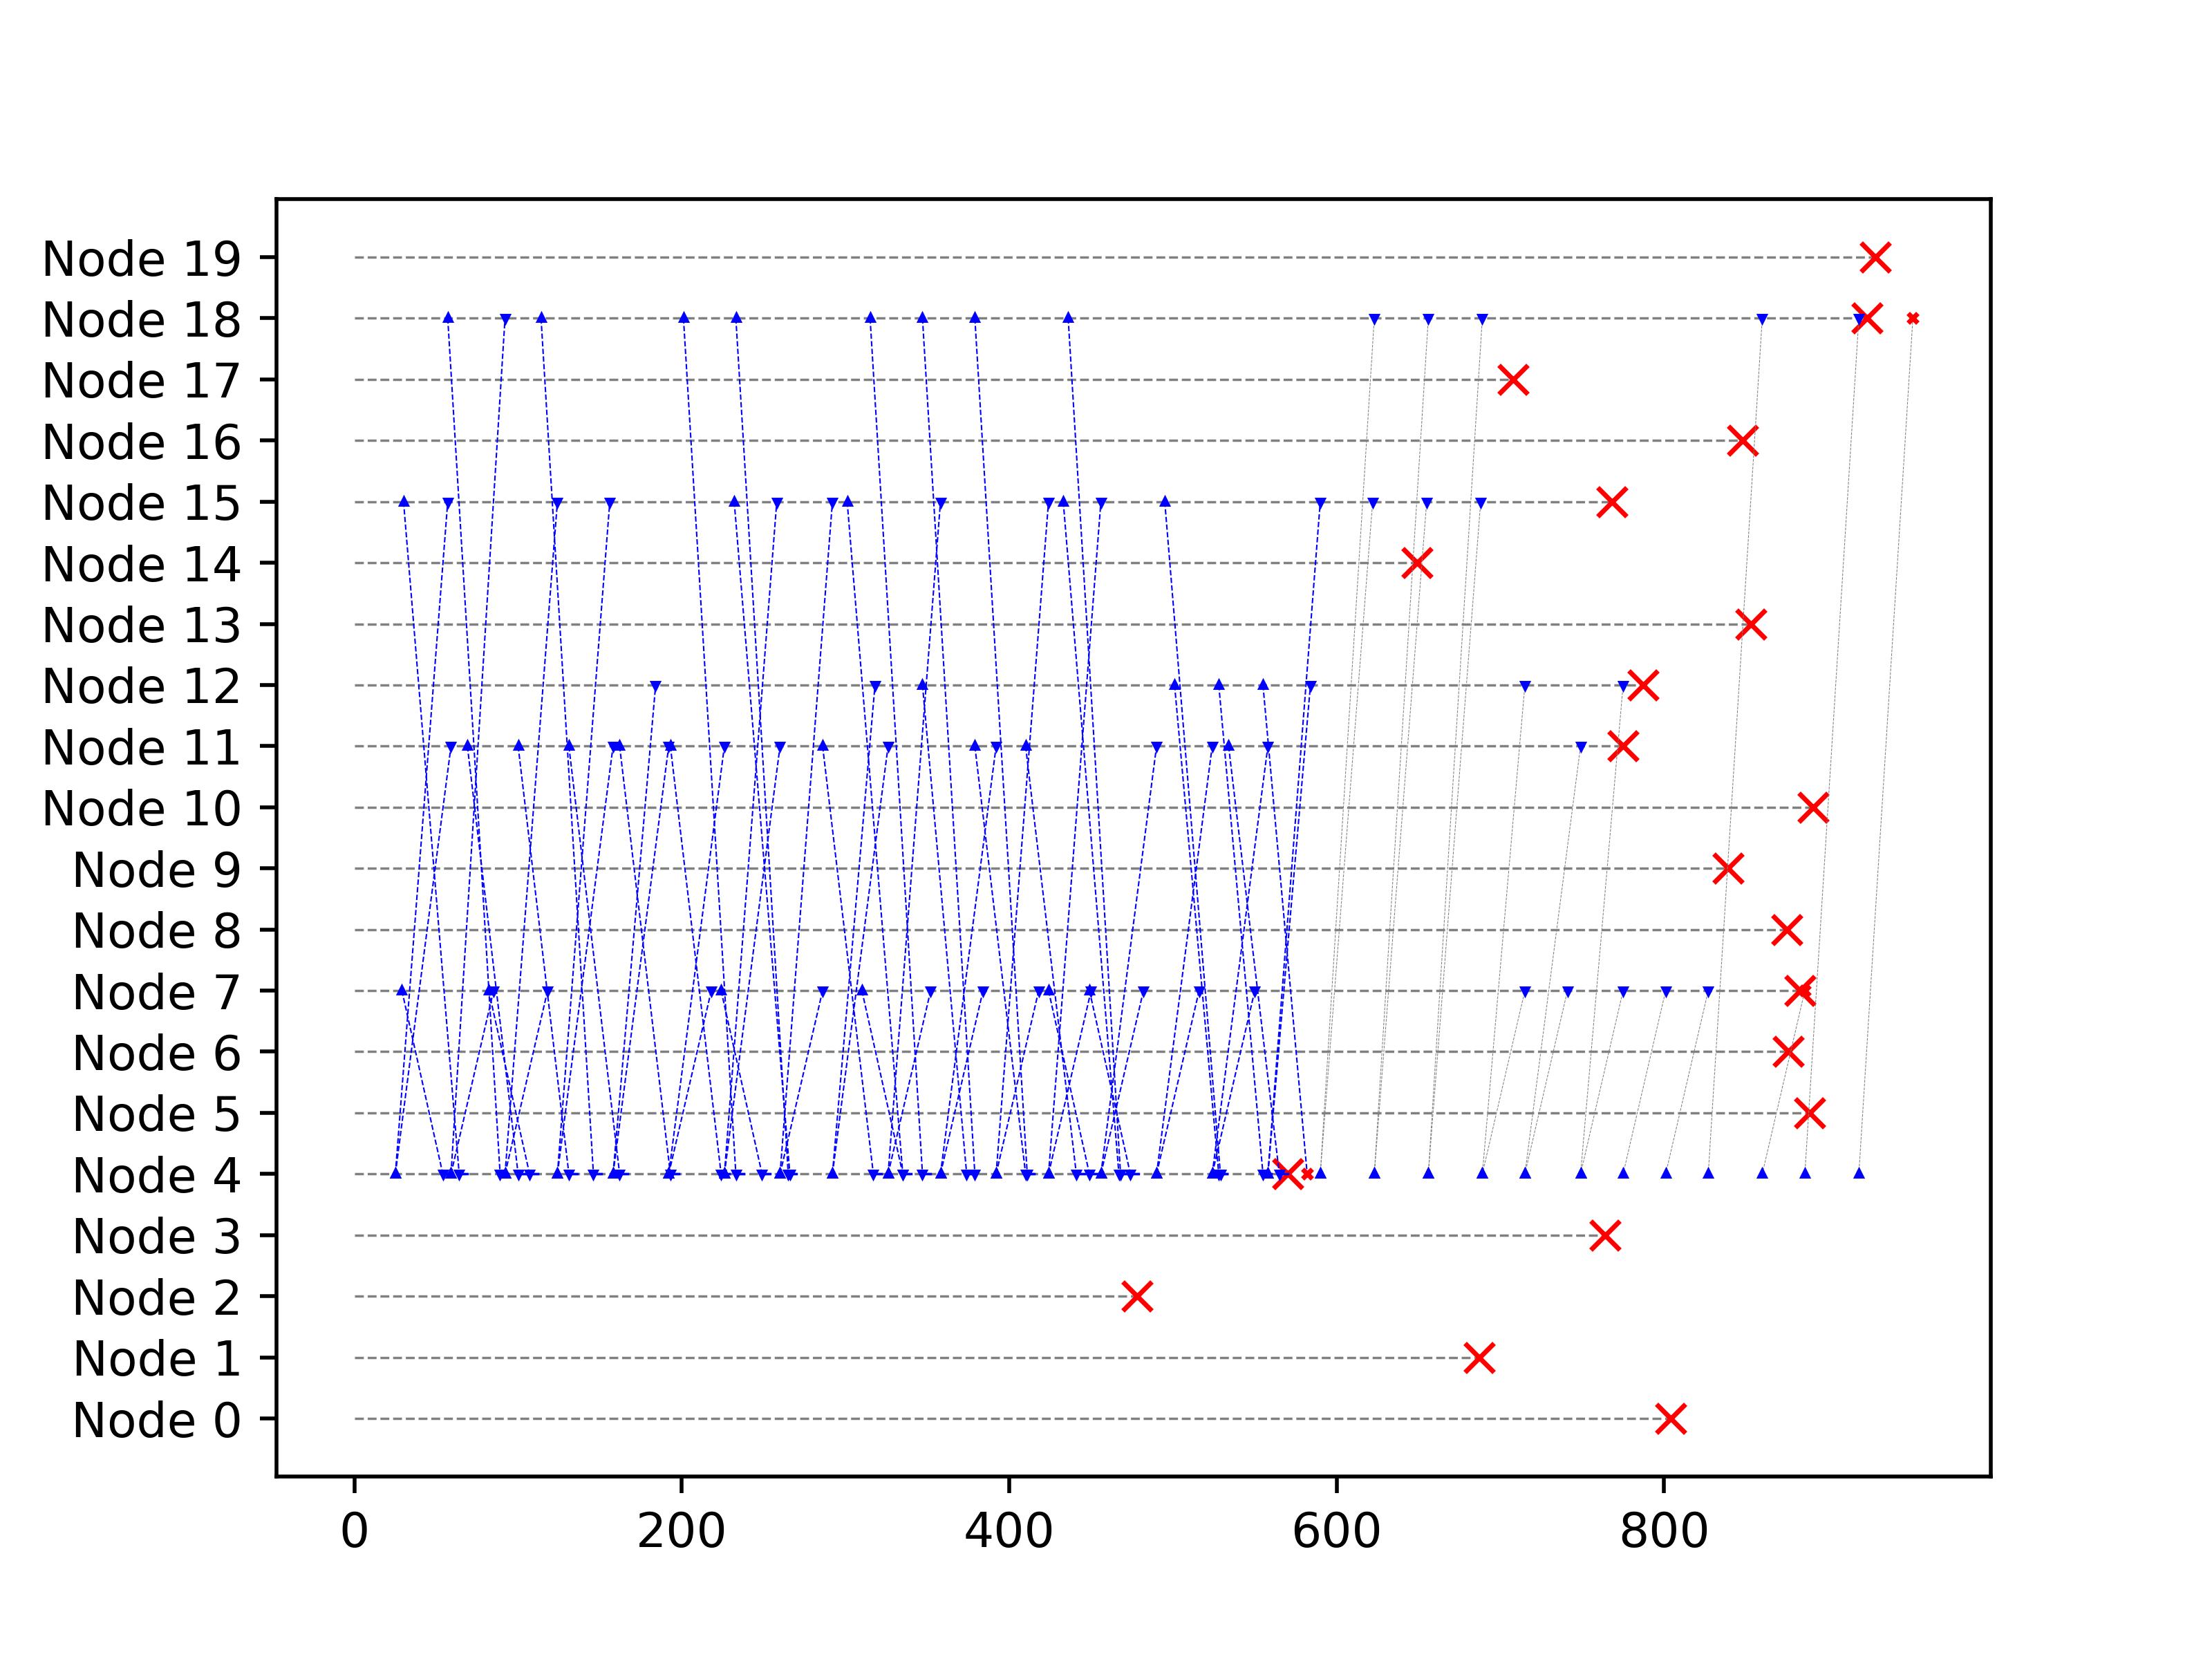 Node 19
Node 18
Node 17
Node 16
Node 15
Node 14
Node 13
Node 12
Node 11
Node 10
Node 9
Node 8
Node 7
Node 6
Node 5
Node 4
Node 3
Node 2
Node 1
Node 0
0 200 400 600 800